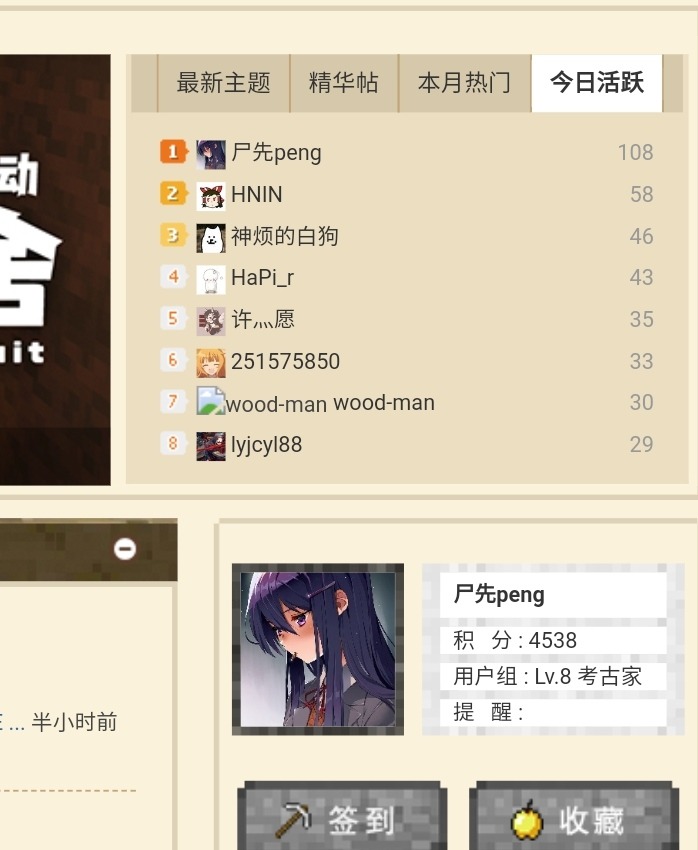 最新主题 精华帖 本月热门 今日活跃
动
舍
uit
1 尸先peng 108
2 HNIN 58
3 神烦的白狗 46
4 HaPi_r 43
5 许灬愿 35
6 251575850 33
7 wood-man wood-man 30
8 lyjcyl88 29
... 半小时前
尸先peng
积 分 : 4538
用户组 : Lv.8 考古家
提 醒 :
签到
收藏